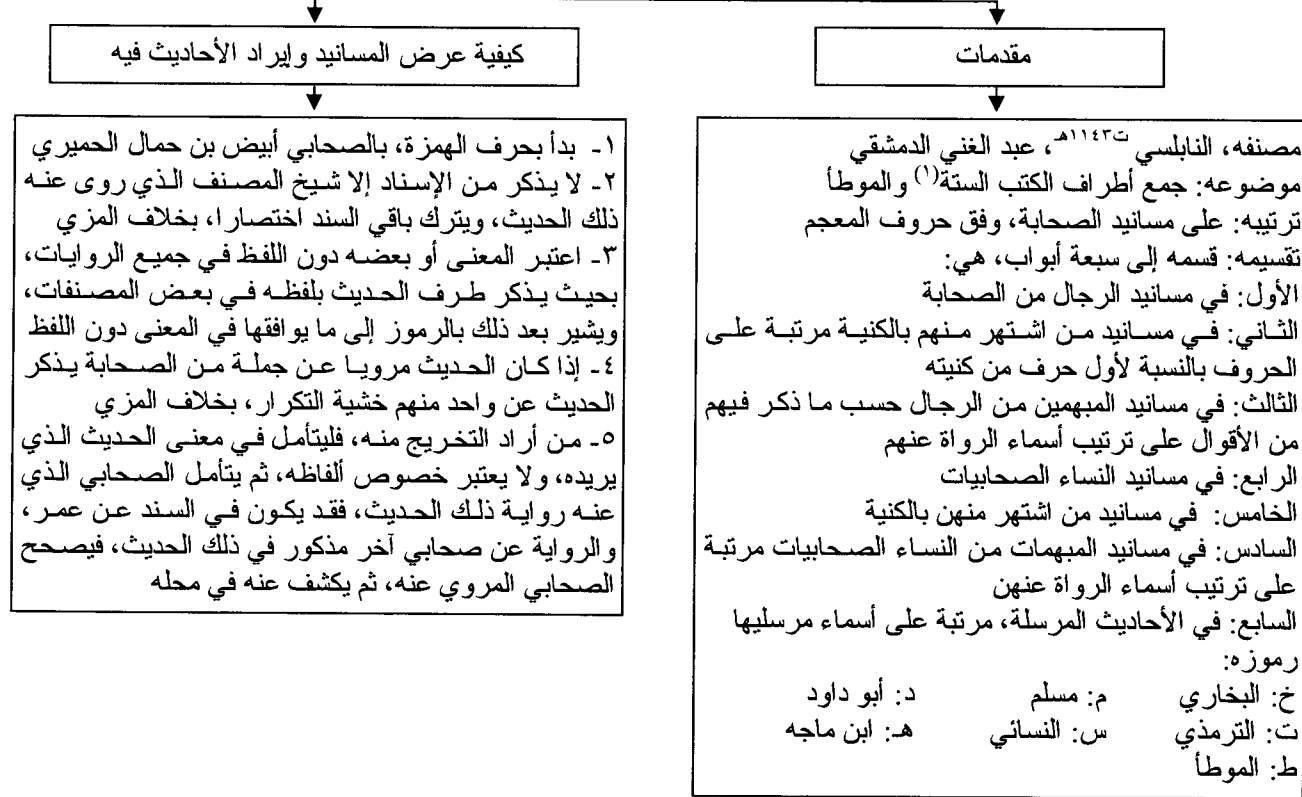 مقدمات
مصنفه، النابلسي ت١١٤٣هـ، عبد الغني الدمشقي
موضوعه: جمع أطراف الكتب الستة(١) والموطأ
ترتيبه: على مسانيد الصحابة، وفق حروف المعجم
تقسيمه: قسمه إلى سبعة أبواب، هي:
الأول: في مسانيد الرجال من الصحابة
الثاني: في مسانيد من اشتهر منهم بالكنية مرتبة على
الحروف بالنسبة لأول حرف من كنيته
الثالث: في مسانيد المبهمين من الرجال حسب ما ذكر فيهم
من الأقوال على ترتيب أسماء الرواة عنهم
الرابع: في مسانيد النساء الصحابيات
الخامس: في مسانيد من اشتهر منهن بالكنية
السادس: في مسانيد المبهمات من النساء الصحابيات مرتبة
على ترتيب أسماء الرواة عنهن
السابع: في الأحاديث المرسلة، مرتبة على أسماء مرسليها
رموزه:
خ: البخاري م: مسلم د: أبو داود
ت: الترمذي س: النسائي هـ: ابن ماجه
ط: الموطأ
كيفية عرض المسانيد وإيراد الأحاديث فيه
١- بدأ بحرف الهمزة، بالصحابي أبيض بن حمال الحميري
٢- لا يذكر من الإسناد إلا شيخ المصنف الذي روى عنه
ذلك الحديث، ويترك باقي السند اختصارا، بخلاف المزي
٣- اعتبر المعنى أو بعضه دون اللفظ في جميع الروايات،
بحيث يذكر طرف الحديث بلفظه في بعض المصنفات،
ويشير بعد ذلك بالرموز إلى ما يوافقها في المعنى دون اللفظ
٤- إذا كان الحديث مرويا عن جملة من الصحابة يذكر
الحديث عن واحد منهم خشية التكرار، بخلاف المزي
٥- من أراد التخريج منه، فليتأمل في معنى الحديث الذي
يريده، ولا يعتبر خصوص ألفاظه، ثم يتأمل الصحابي الذي
عنه رواية ذلك الحديث، فقد يكون في السند عن عمر،
والرواية عن صحابي آخر مذكور في ذلك الحديث، فيصحح
الصحابي المروي عنه، ثم يكشف عنه في محله